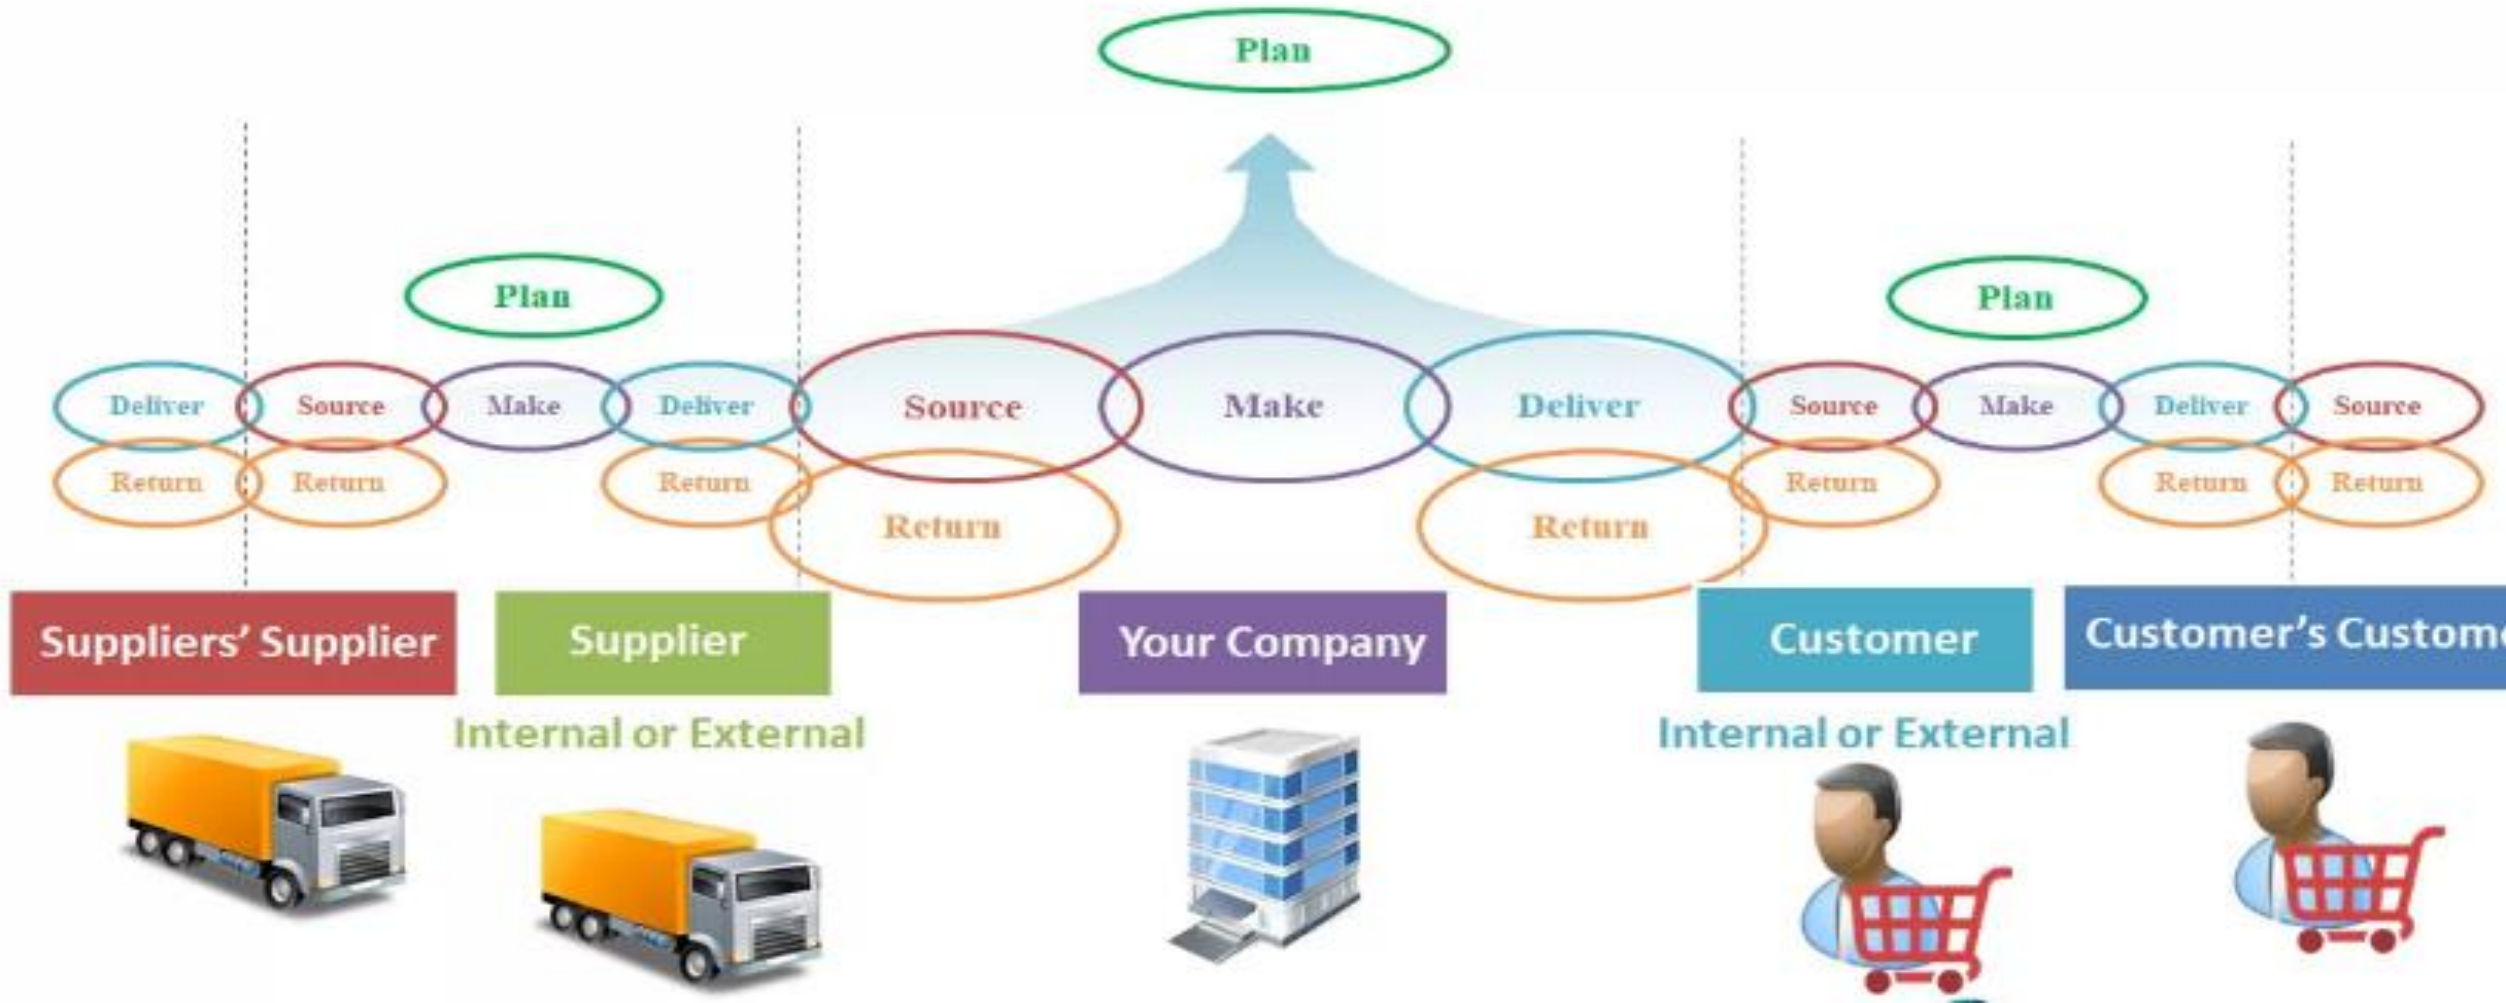 Plan
Plan
Plan
Deliver Source Make Deliver Source Make Deliver Source Make Deliver Source
Return Return Return Return Return Return
Return Return
Suppliers' Supplier Supplier Your Company Customer Customer's Custome
Internal or External Internal or External